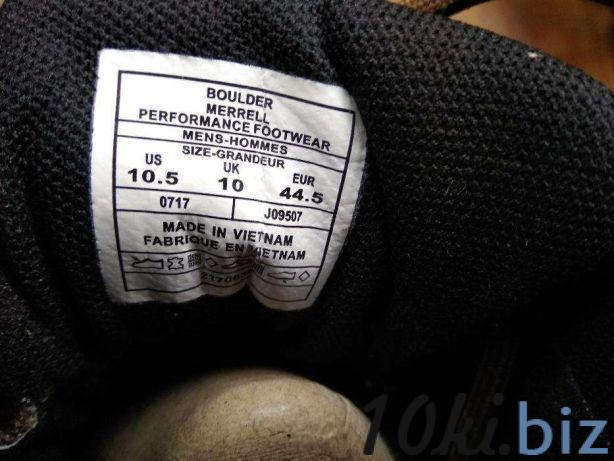 BOULDER
MERRELL
PERFORMANCE FOOTWEAR
MENS-HOMMES
SIZE-GRANDEUR
US UK EUR
10.5 10 44.5
0717 J09507
MADE IN VIETNAM
FABRIQUE EN VIETNAM
10ki.biz